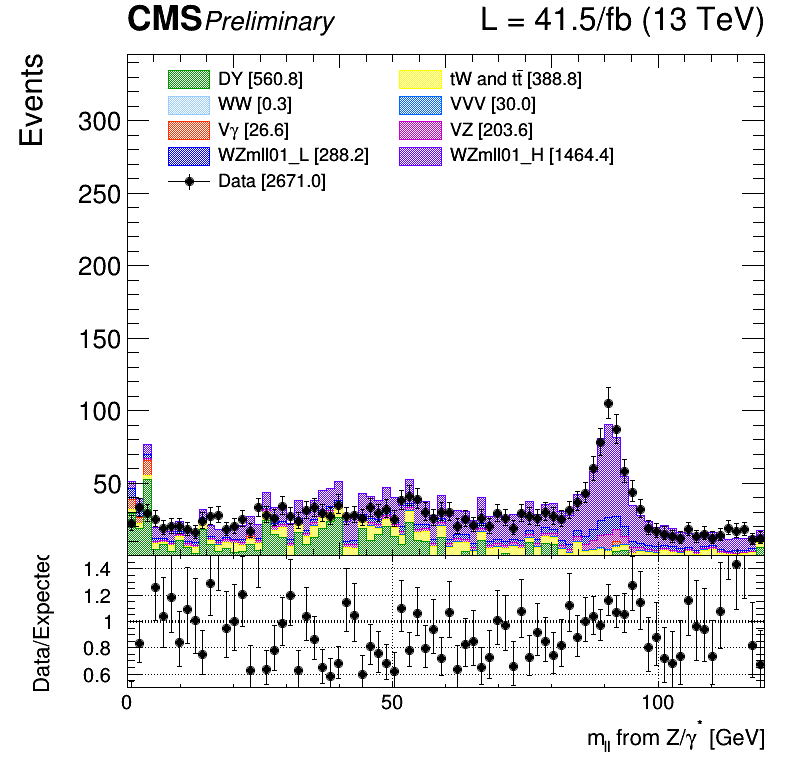 CMS Preliminary L = 41.5/fb (13 TeV)
Events
DY [560.8] tW and tt̄ [388.8]
WW [0.3] VVV [30.0]
Vγ [26.6] VZ [203.6]
WZmll01_L [288.2] WZmll01_H [1464.4]
Data [2671.0]
300
250
200
150
100
50
Data/Expected
1.4
1.2
1
0.8
0.6
0 50 100
m_ll from Z/γ* [GeV]